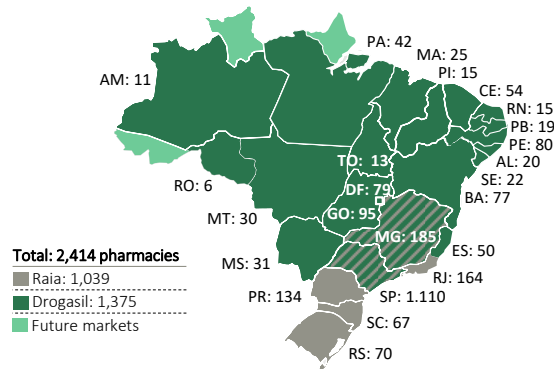 PA: 42
MA: 25
AM: 11
PI: 15
CE: 54
RN: 15
PB: 19
PE: 80
AL: 20
SE: 22
BA: 77
TO: 13
RO: 6
DF: 79
GO: 95
MT: 30
MG: 185
ES: 50
MS: 31
RJ: 164
PR: 134
SP: 1.110
SC: 67
RS: 70
Total: 2,414 pharmacies
Raia: 1,039
Drogasil: 1,375
Future markets